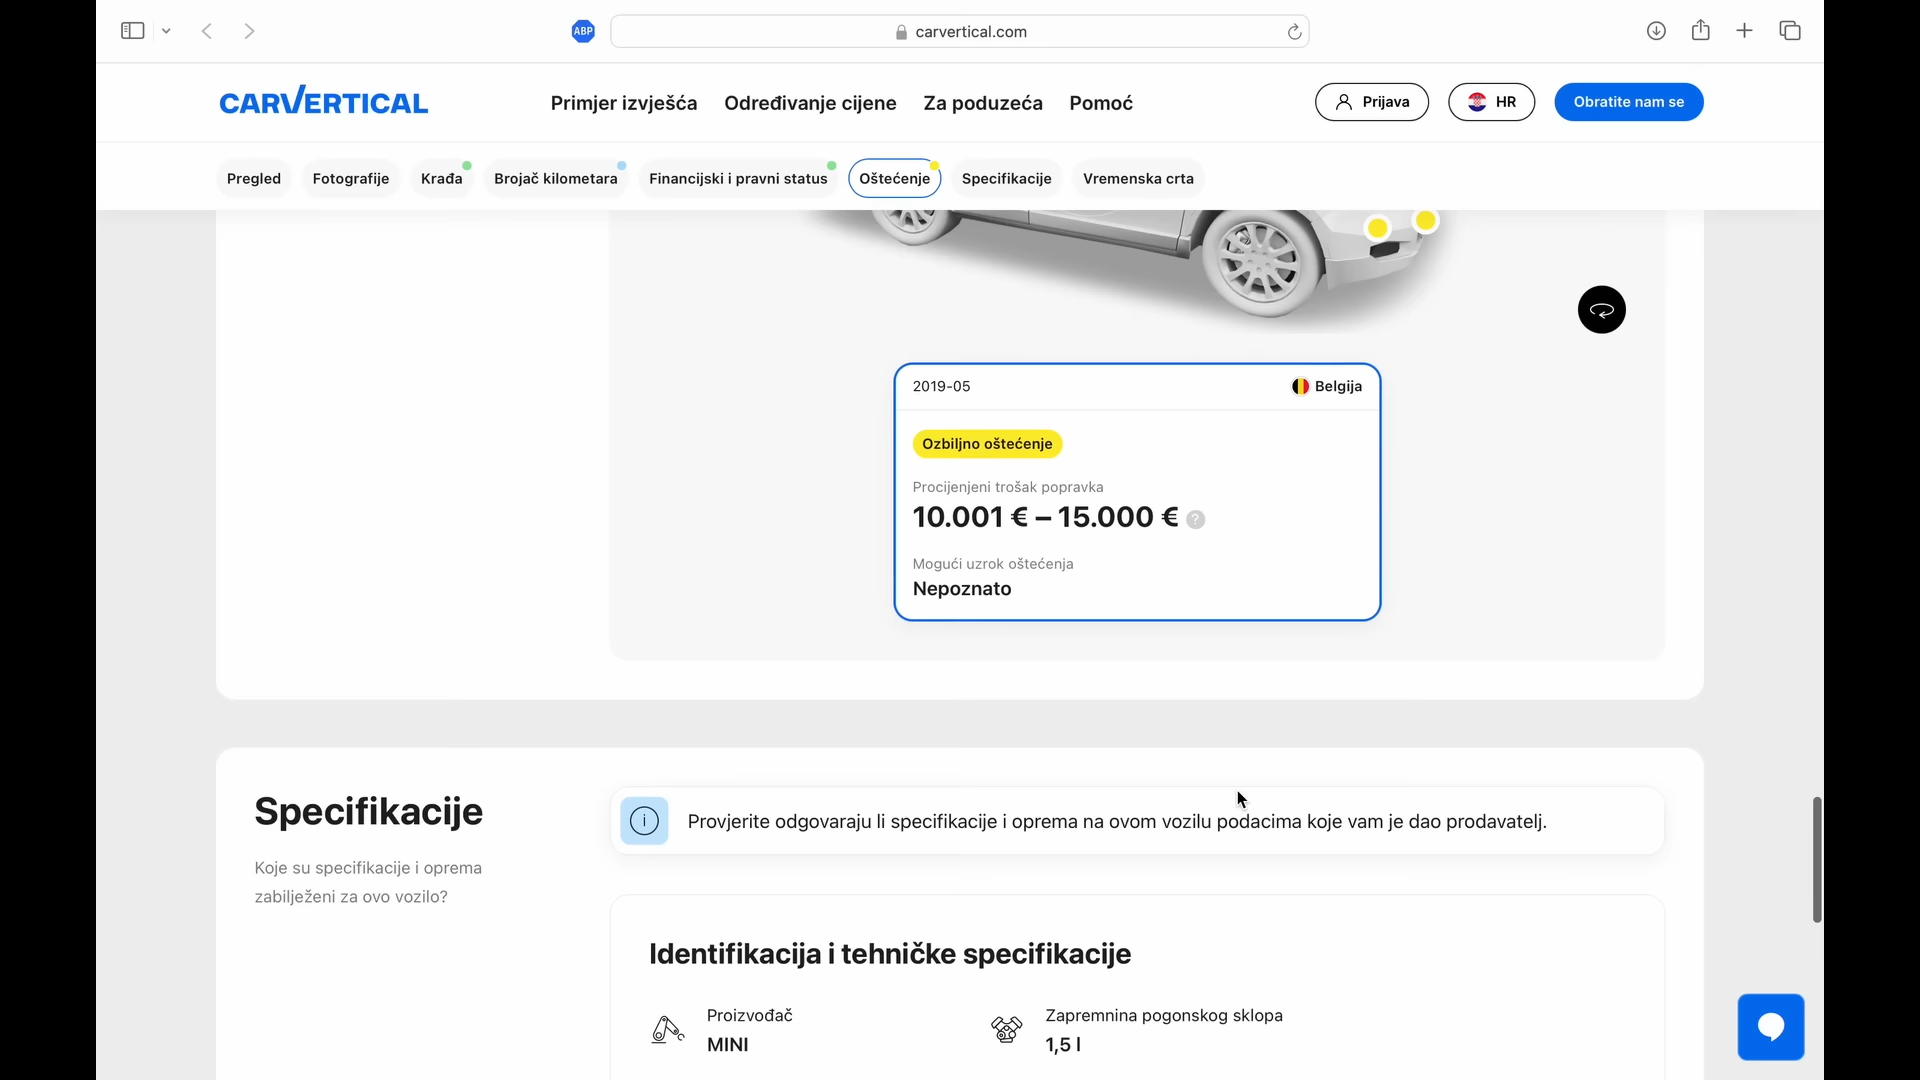 ABP
carvertical.com
CARVERTICAL
Primjer izvješća
Određivanje cijene
Za poduzeća
Pomoć
Prijava
HR
Obratite nam se
Pregled
Fotografije
Krađa
Brojač kilometara
Financijski i pravni status
Oštećenje
Specifikacije
Vremenska crta
2019-05
Belgija
Ozbiljno oštećenje
Procijenjeni trošak popravka
10.001 € – 15.000 €
?
Mogući uzrok oštećenja
Nepoznato
Specifikacije
Koje su specifikacije i oprema
zabilježeni za ovo vozilo?
Provjerite odgovaraju li specifikacije i oprema na ovom vozilu podacima koje vam je dao prodavatelj.
Identifikacija i tehničke specifikacije
Proizvođač
MINI
Zapremnina pogonskog sklopa
1,5 l